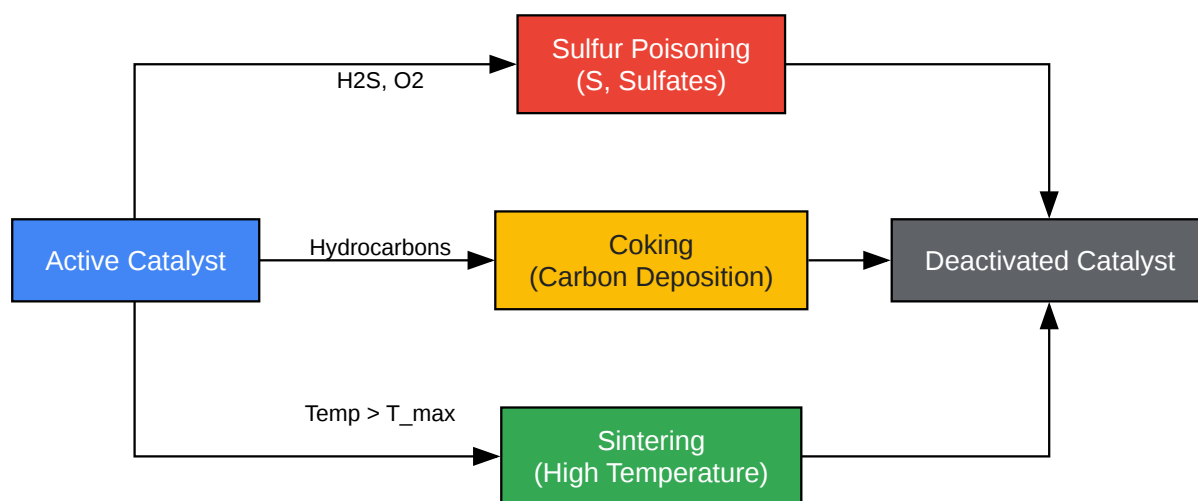 Sulfur Poisoning
(S, Sulfates)
H2S, O2
Active Catalyst
Hydrocarbons
Coking
(Carbon Deposition)
Deactivated Catalyst
Temp > T_max
Sintering
(High Temperature)